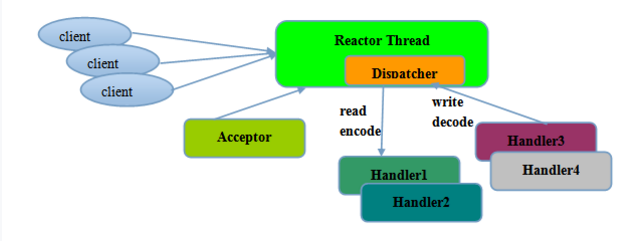 client
client
client
Reactor Thread
Dispatcher
Acceptor
read
encode
write
decode
Handler1
Handler2
Handler3
Handler4